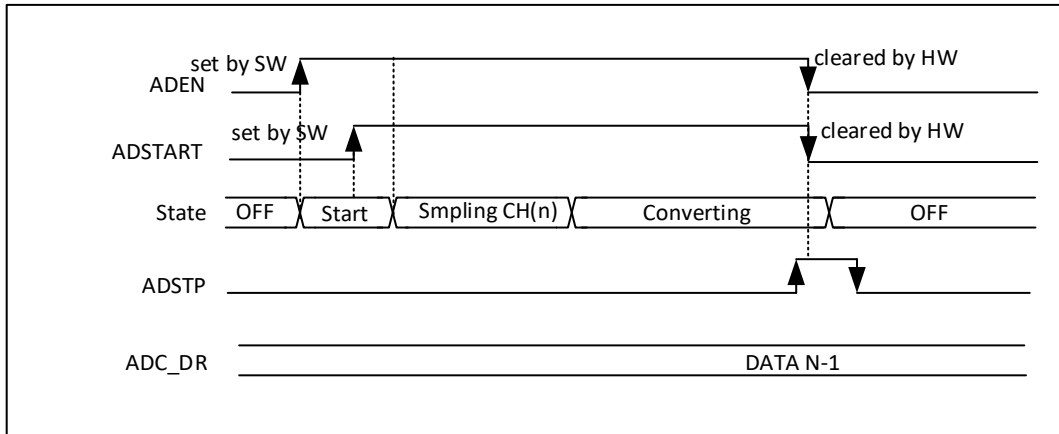 set by SW
cleared by HW
ADEN
set by SW
cleared by HW
ADSTART
State OFF Start Smpling CH(n) Converting OFF
ADSTP
ADC_DR DATA N-1